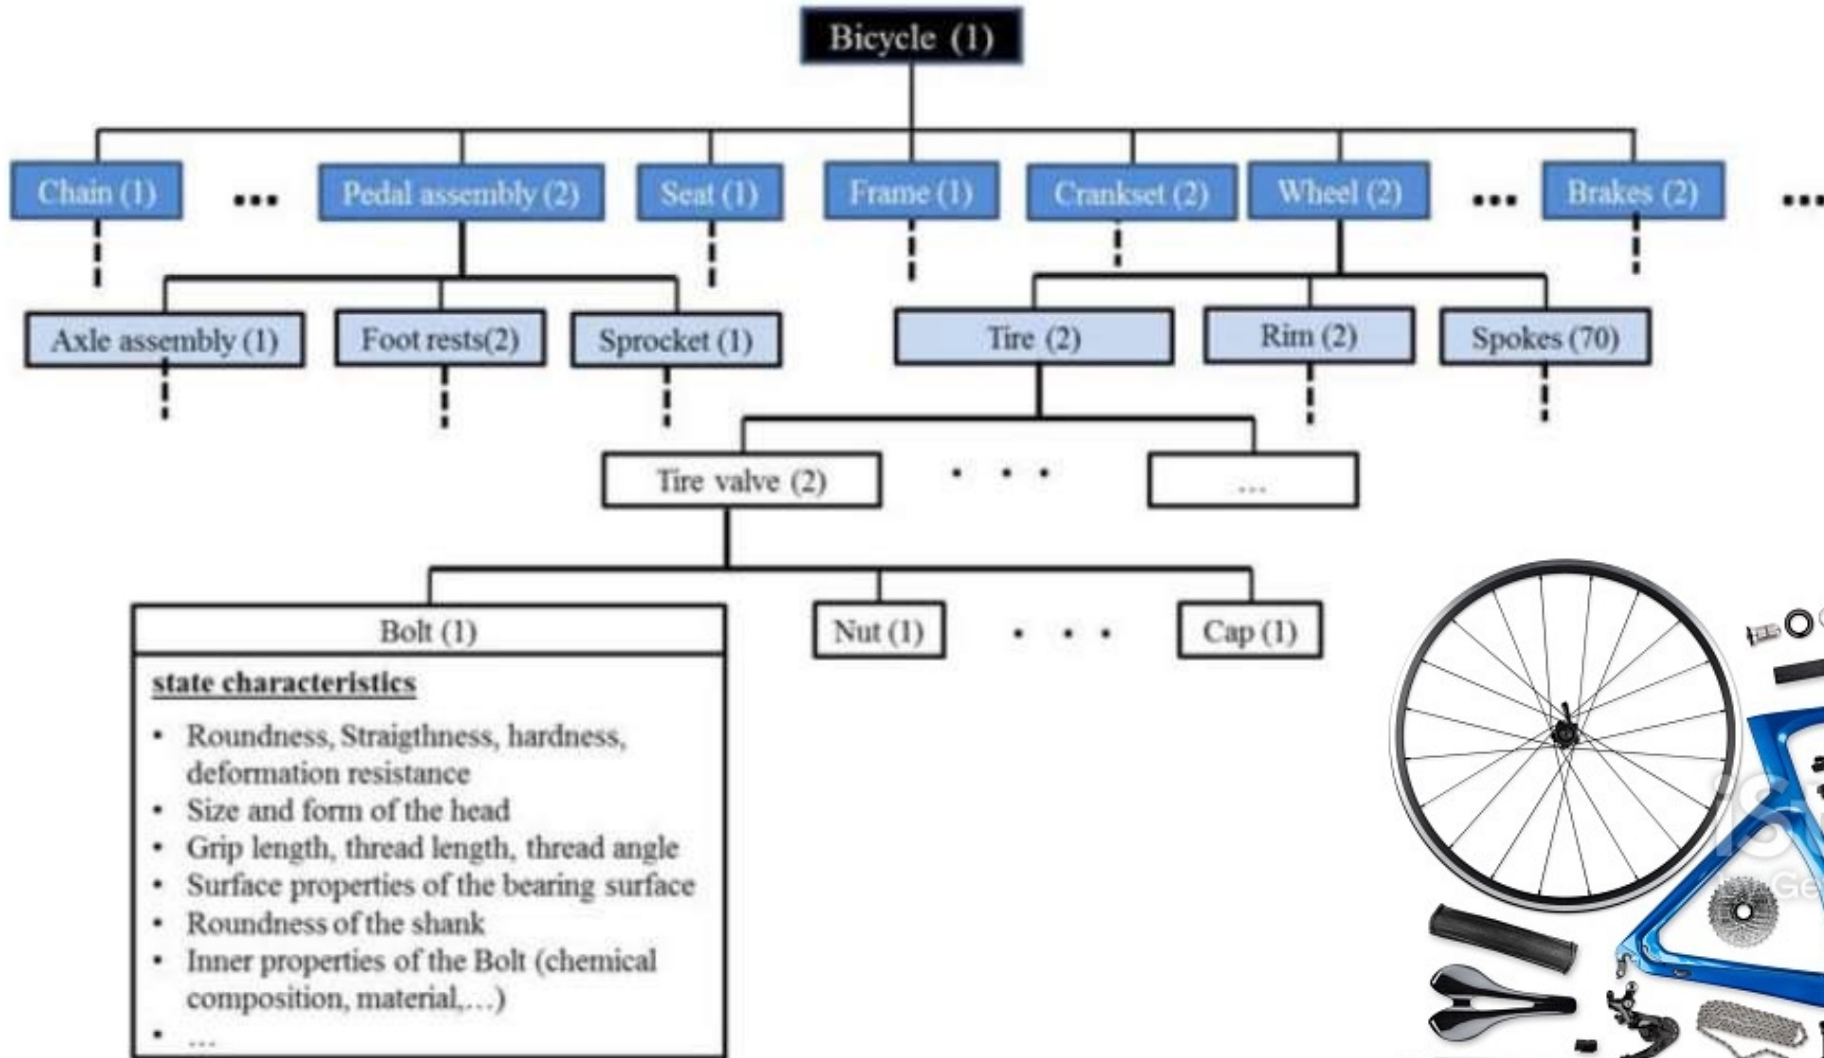 Bicycle (1)
Chain (1) ... Pedal assembly (2) Seat (1) Frame (1) Crankset (2) Wheel (2) ... Brakes (2) ...
Axle assembly (1) Foot rests(2) Sprocket (1) Tire (2) Rim (2) Spokes (70)
Tire valve (2) . . . ...
Bolt (1) Nut (1) . . . Cap (1)
state characteristics
• Roundness, Straigthness, hardness,
deformation resistance
• Size and form of the head
• Grip length, thread length, thread angle
• Surface properties of the bearing surface
• Roundness of the shank
• Inner properties of the Bolt (chemical
composition, material,...)
• ...